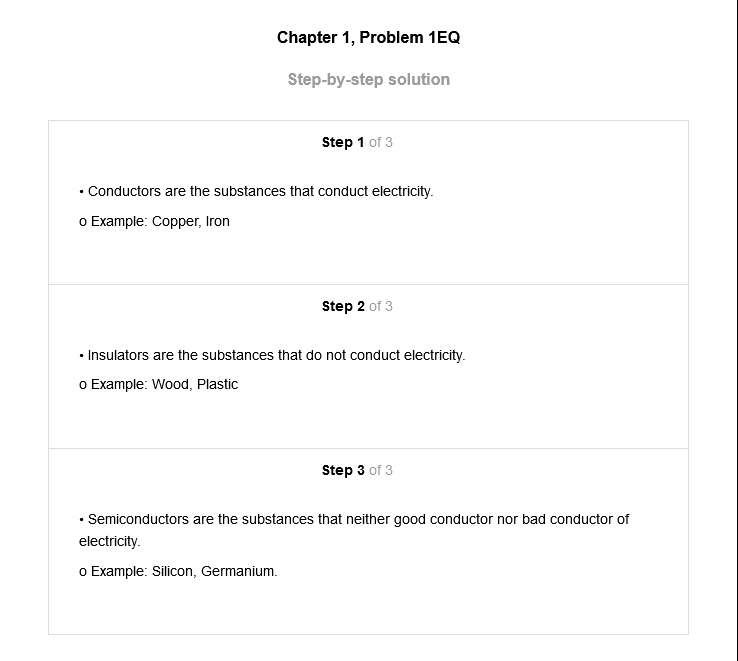 Chapter 1, Problem 1EQ
Step-by-step solution
Step 1 of 3
• Conductors are the substances that conduct electricity.
o Example: Copper, Iron
Step 2 of 3
• Insulators are the substances that do not conduct electricity.
o Example: Wood, Plastic
Step 3 of 3
• Semiconductors are the substances that neither good conductor nor bad conductor of
electricity.
o Example: Silicon, Germanium.